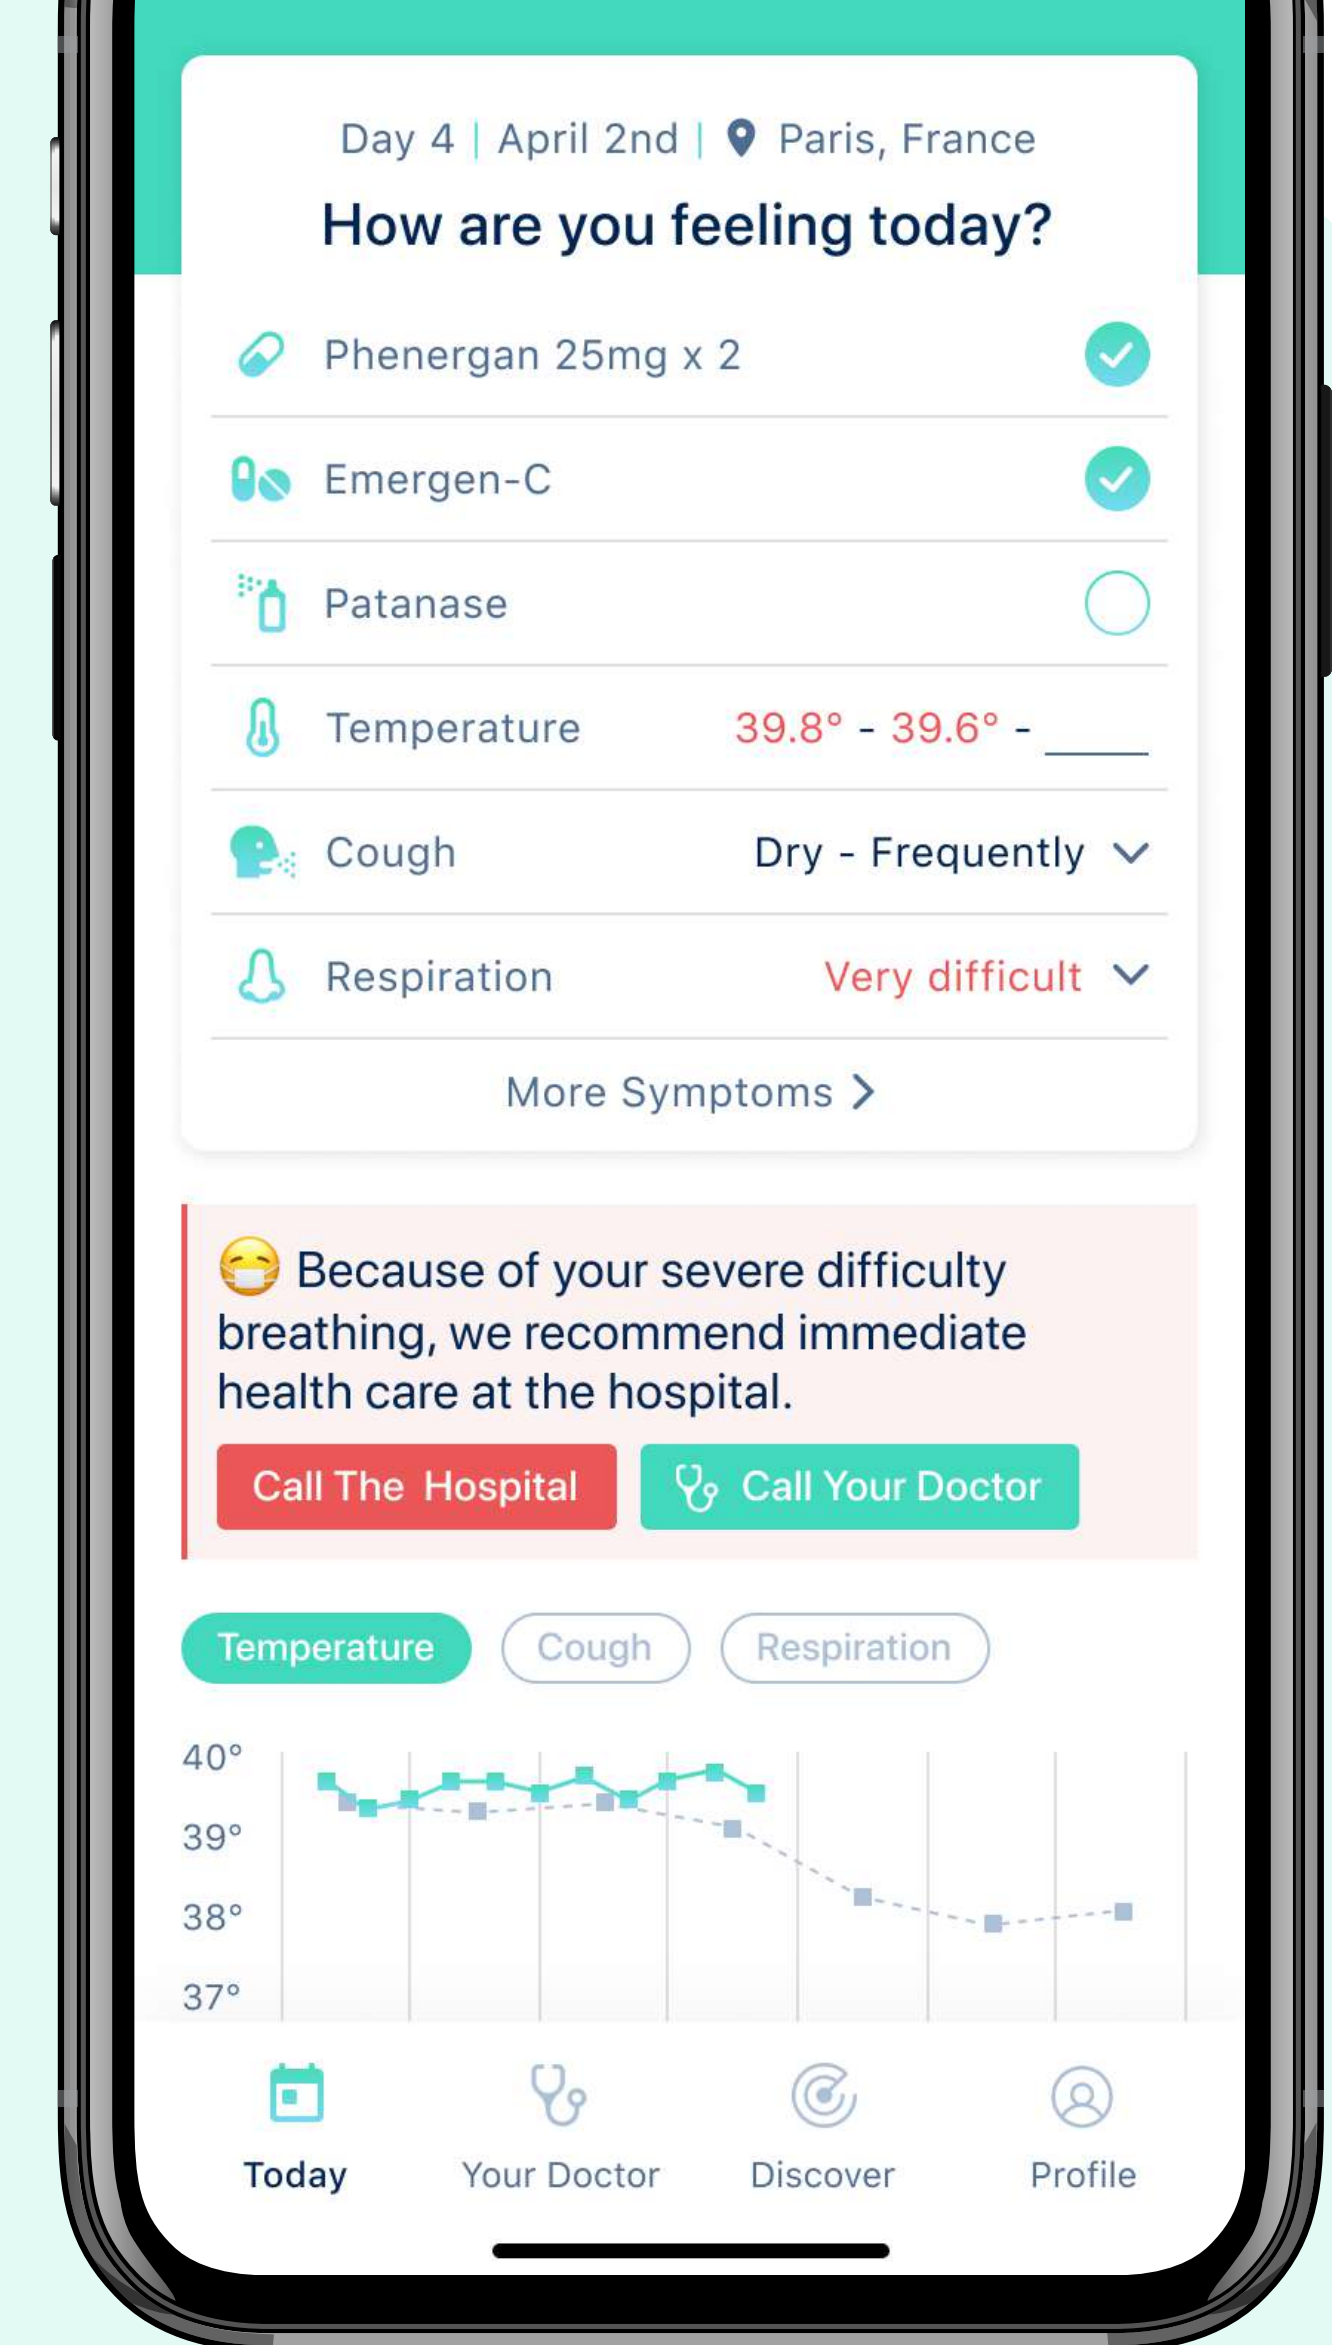 Day 4 | April 2nd | Paris, France
How are you feeling today?
Phenergan 25mg x 2
Emergen-C
Patanase
Temperature 39.8° - 39.6° - ____
Cough Dry - Frequently
Respiration Very difficult
More Symptoms >
Because of your severe difficulty
breathing, we recommend immediate
health care at the hospital.
Call The Hospital Call Your Doctor
Temperature Cough Respiration
40°
39°
38°
37°
Today Your Doctor Discover Profile